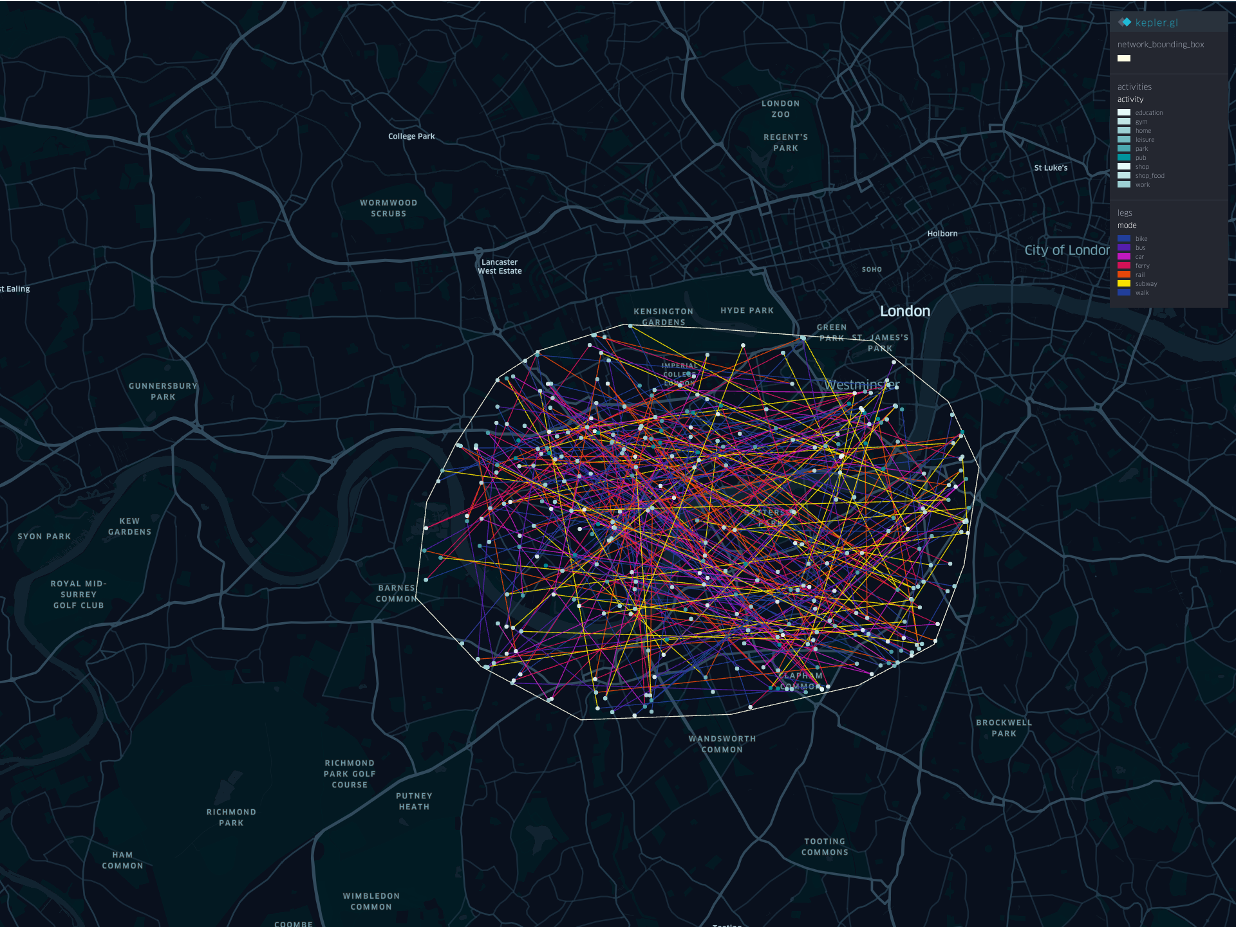 kepler.gl
network_bounding_box
activities
activity
education
gym
home
leisure
park
pub
shop
shop_food
work
legs
mode
bike
bus
car
ferry
rail
subway
walk
LONDON
ZOO
REGENT'S
PARK
College Park
St Luke's
WORMWOOD
SCRUBS
Holborn
City of London
Lancaster
West Estate
SOHO
st Ealing
KENSINGTON
GARDENS
HYDE PARK
London
GREEN
PARK
ST. JAMES'S
PARK
IMPERIAL
COLLEGE
LONDON
Westminster
GUNNERSBURY
PARK
KEW
GARDENS
SYON PARK
PARK
ROYAL MID-
SURREY
GOLF CLUB
BARNES
COMMON
CLAPHAM
COMMON
WANDSWORTH
COMMON
BROCKWELL
PARK
RICHMOND
PARK GOLF
COURSE
PUTNEY
HEATH
RICHMOND
PARK
TOOTING
COMMONS
HAM
COMMON
WIMBLEDON
COMMON
COOMBE